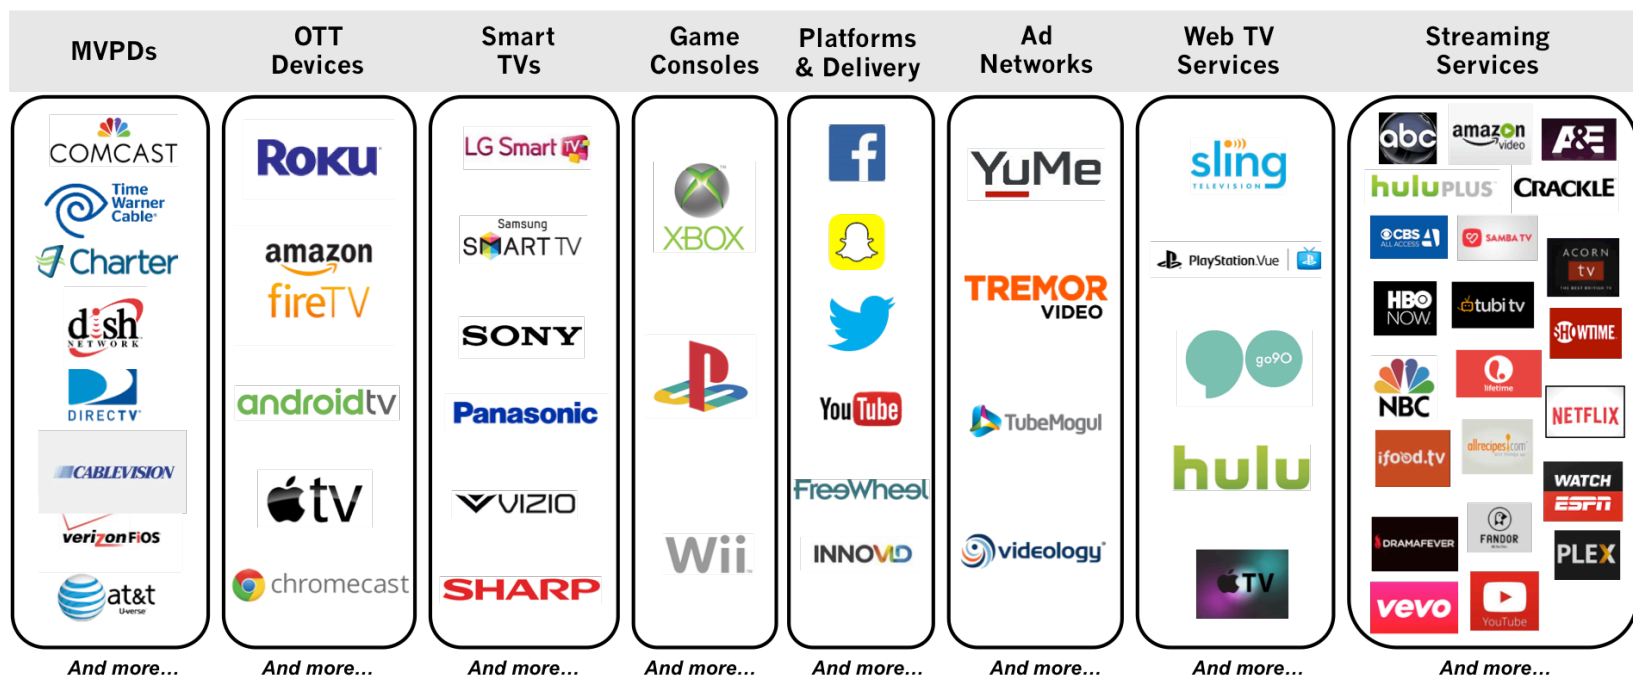 MVPDs
OTT
Devices
Smart
TVs
Game
Consoles
Platforms
& Delivery
Ad
Networks
Web TV
Services
Streaming
Services
COMCAST
Time
Warner
Cable
Charter
dish
NETWORK
DIRECTV
CABLEVISION
verizon FiOS
at&t
U-verse
And more...
ROKU
amazon
fireTV
androidtv
tv
chromecast
And more...
LG Smart TV
Samsung
SMART TV
SONY
Panasonic
VIZIO
SHARP
And more...
XBOX
Wii
And more...
f
YouTube
FreeWheel
INNOVID
And more...
YuMe
TREMOR
VIDEO
TubeMogul
videology
And more...
sling
TELEVISION
PlayStation.Vue
go90
hulu
TV
And more...
abc
amazon
video
A&E
huluPLUS
CRACKLE
CBS
ALL ACCESS
SAMBA TV
ACORN
tv
THE BEST BRITISH TV
HBO
NOW
tubi tv
SHOWTIME
NBC
lifetime
NETFLIX
ifood.tv
allrecipes.com
WATCH
ESPN
DRAMAFEVER
FANDOR
PLEX
vevo
YouTube
And more...